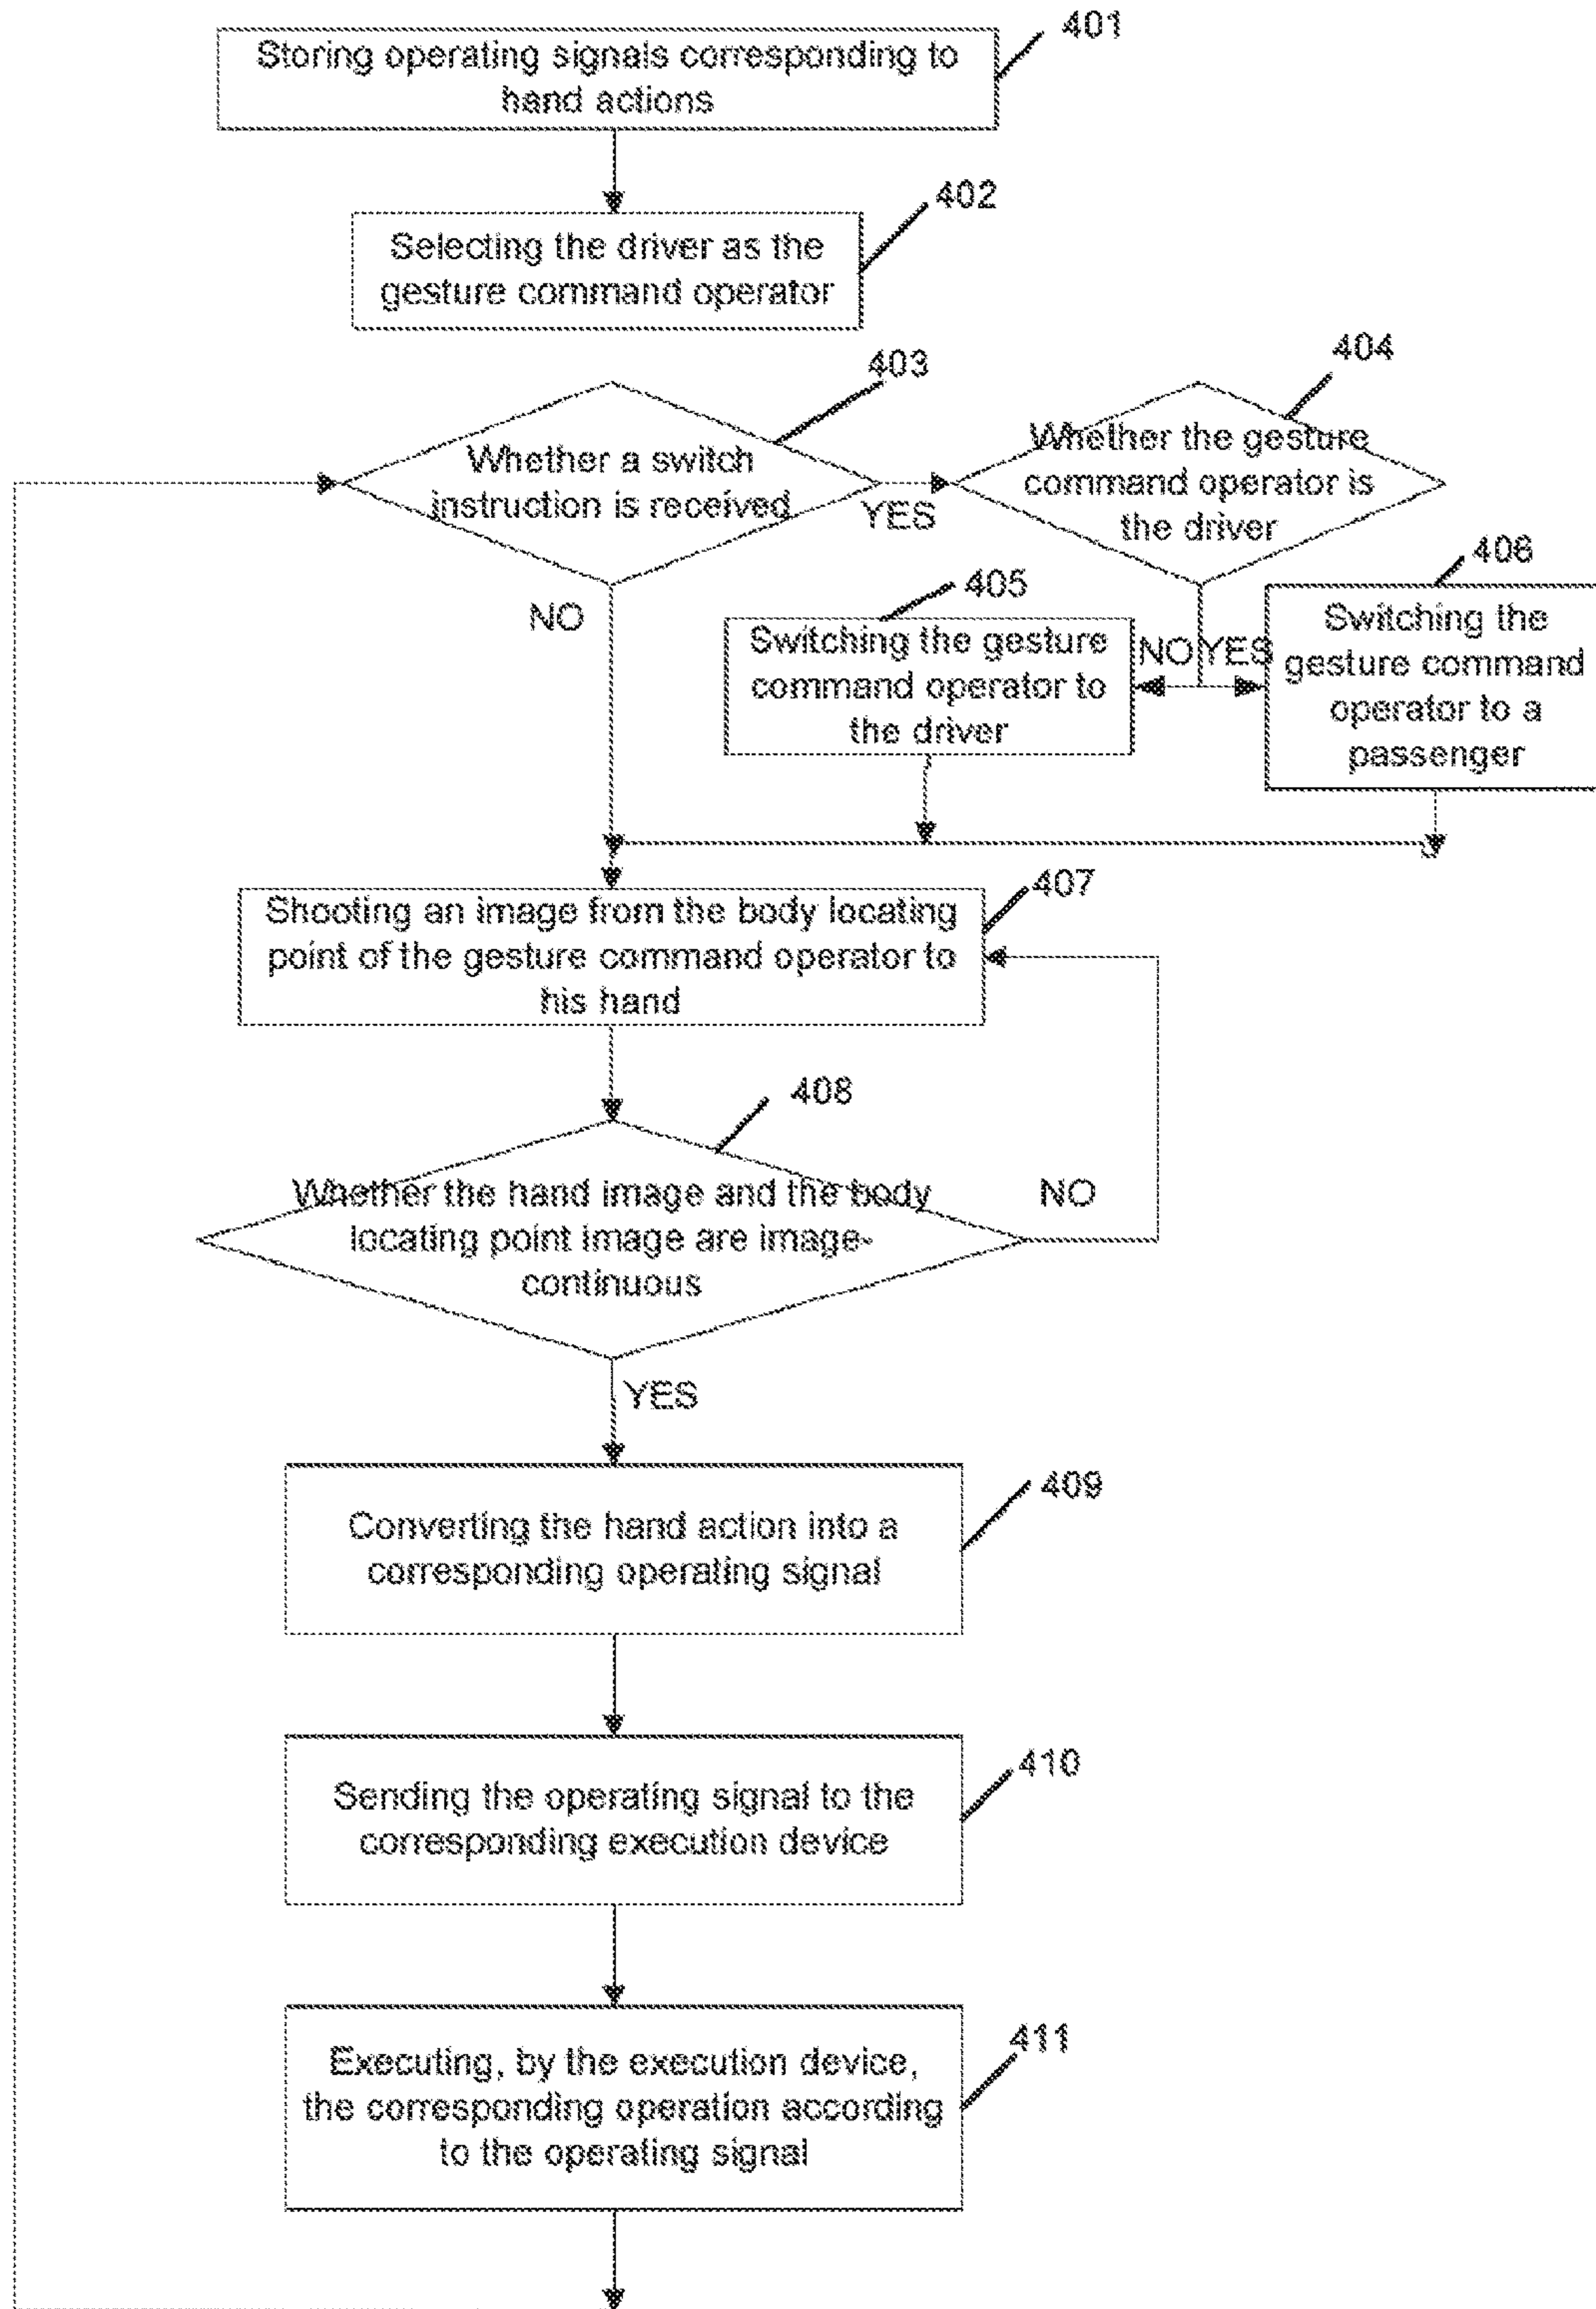 401
Storing operating signals corresponding to
hand actions
402
Selecting the driver as the
gesture command operator
403
Whether a switch
instruction is received
YES
404
Whether the gesture
command operator is
the driver
NO
405
Switching the gesture
command operator to
the driver
NO
YES
406
Switching the
gesture command
operator to a
passenger
407
Shooting an image from the body locating
point of the gesture command operator to
his hand
408
Whether the hand image and the body
locating point image are image-
continuous
NO
YES
409
Converting the hand action into a
corresponding operating signal
410
Sending the operating signal to the
corresponding execution device
411
Executing, by the execution device,
the corresponding operation according
to the operating signal